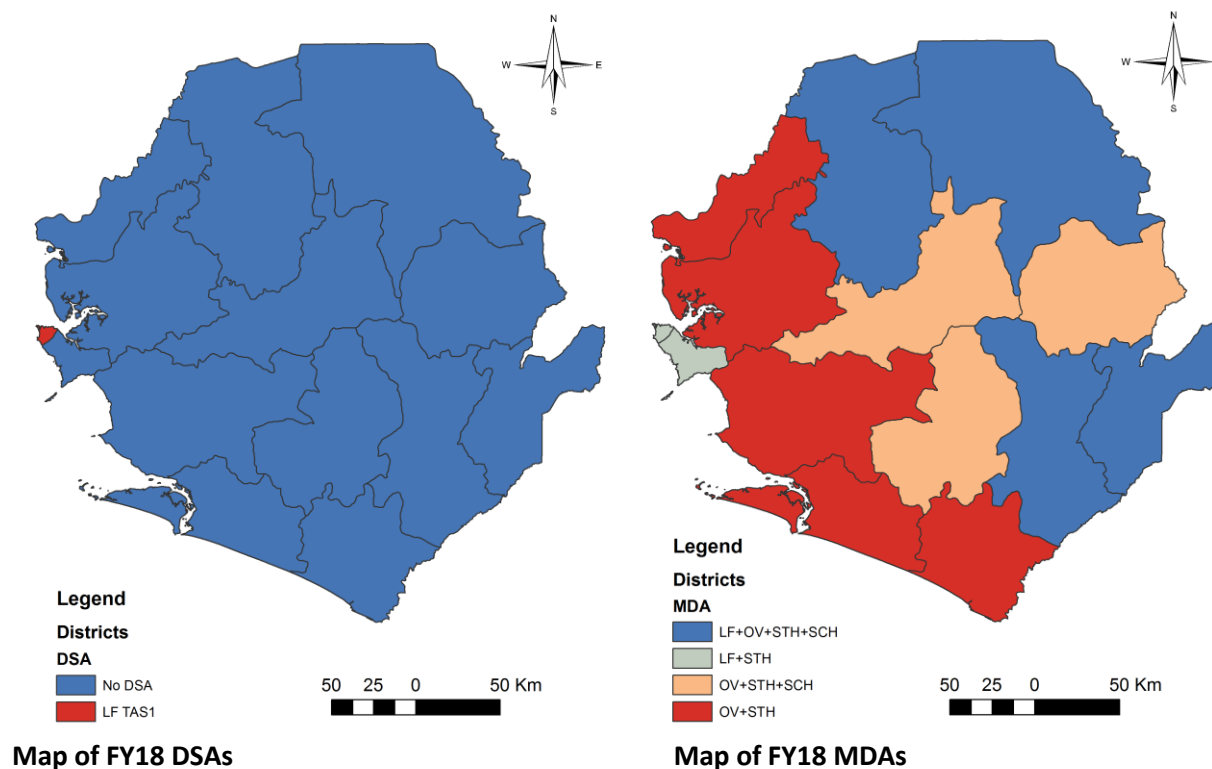 N
W E
S
Legend
Districts
DSA
No DSA
LF TAS1
50 25 0 50 Km
Map of FY18 DSAs
N
W
S
Legend
Districts
MDA
LF+OV+STH+SCH
LF+STH
OV+STH+SCH
OV+STH
50 25 0 50 Km
Map of FY18 MDAs